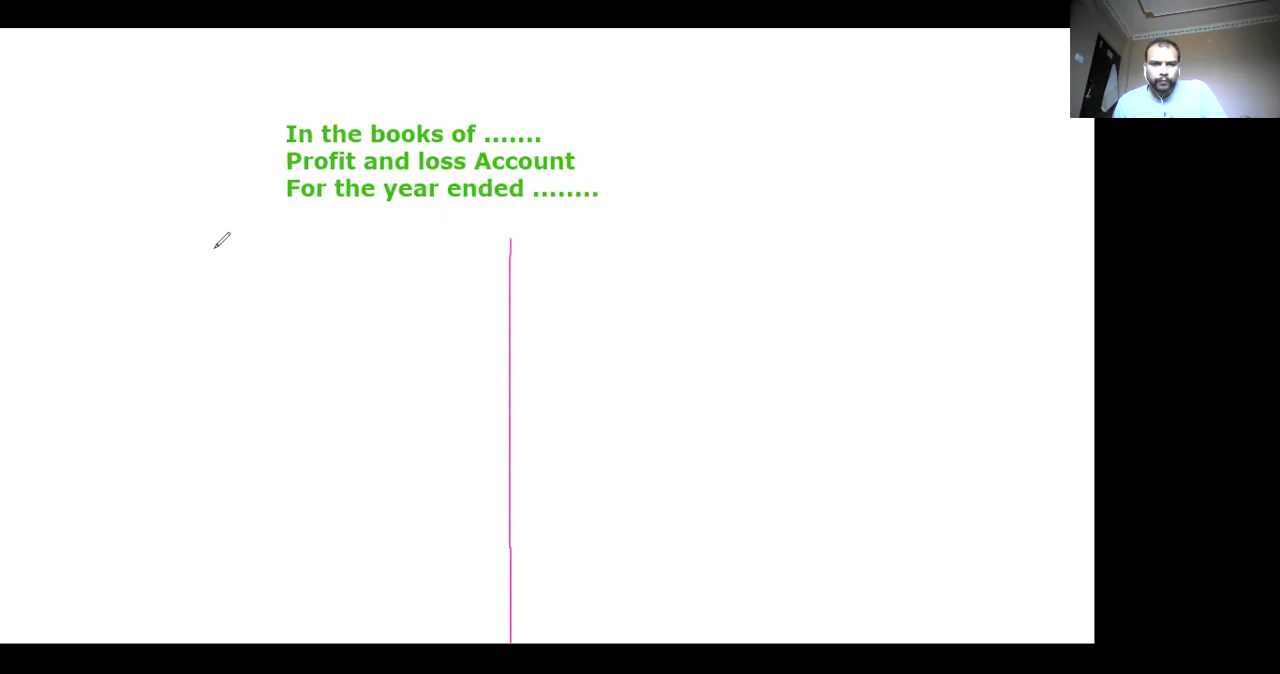 In the books of .......
Profit and loss Account
For the year ended ........